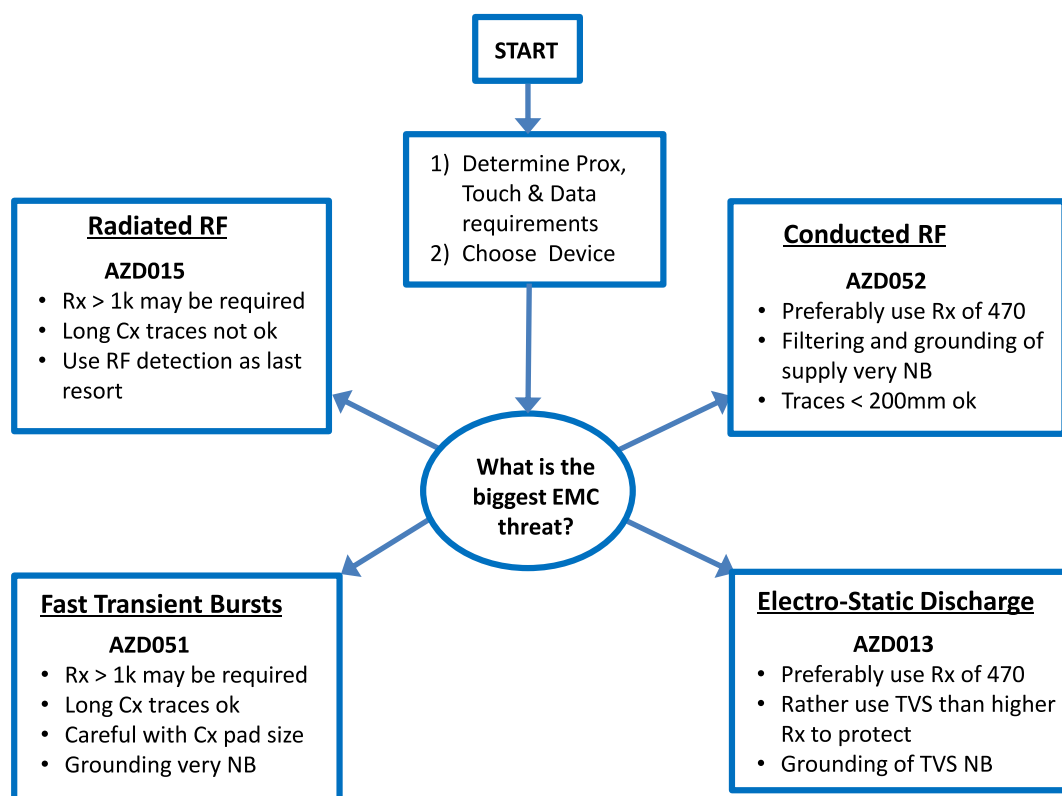 START
1) Determine Prox,
Touch & Data
requirements
2) Choose Device
Radiated RF
AZD015
• Rx > 1k may be required
• Long Cx traces not ok
• Use RF detection as last
resort
Conducted RF
AZD052
• Preferably use Rx of 470
• Filtering and grounding of
supply very NB
• Traces < 200mm ok
What is the
biggest EMC
threat?
Fast Transient Bursts
AZD051
• Rx > 1k may be required
• Long Cx traces ok
• Careful with Cx pad size
• Grounding very NB
Electro-Static Discharge
AZD013
• Preferably use Rx of 470
• Rather use TVS than higher
Rx to protect
• Grounding of TVS NB